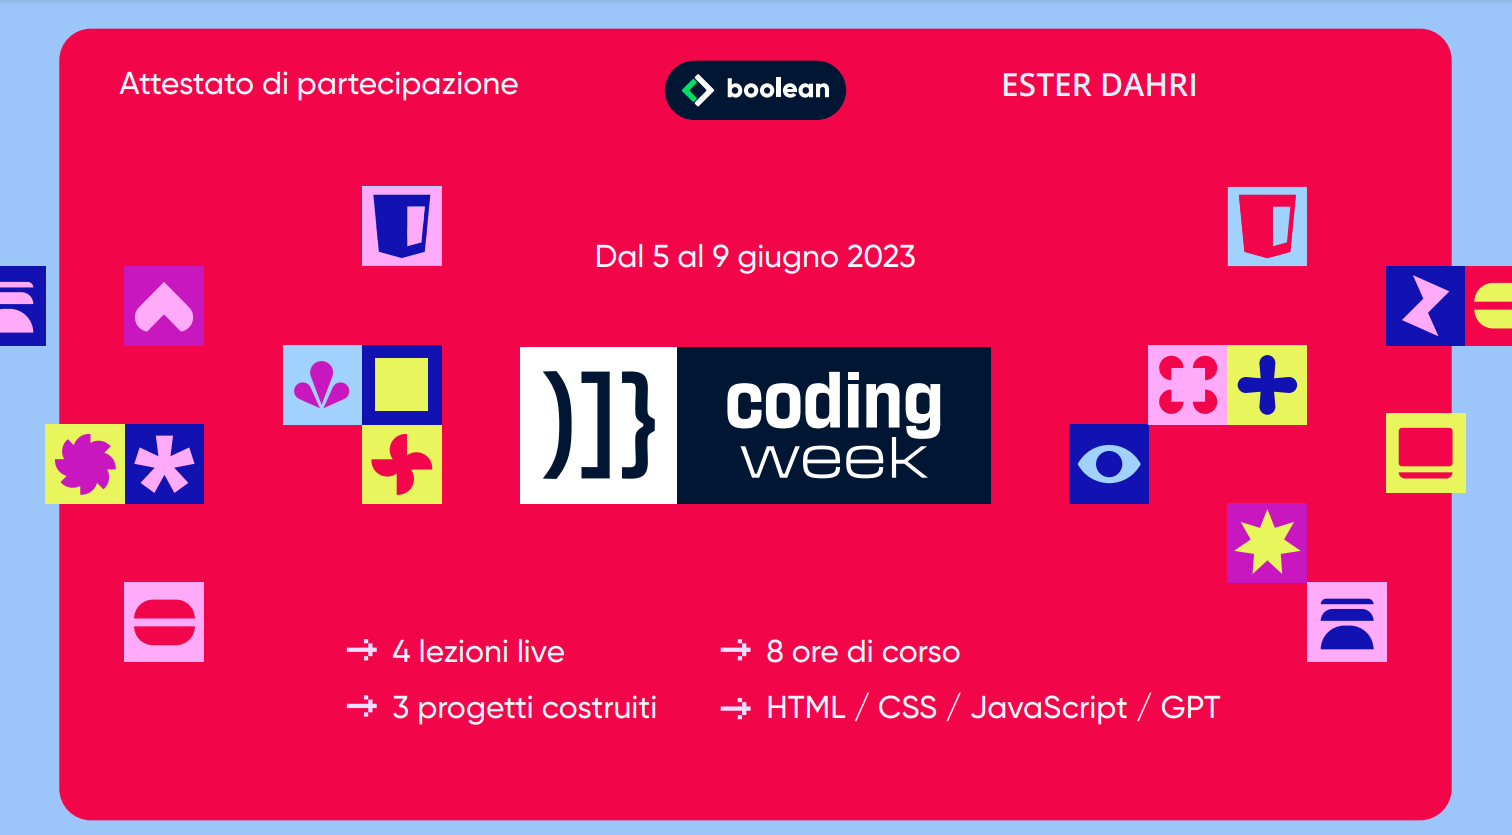 Attestato di partecipazione
boolean
ESTER DAHRI
Dal 5 al 9 giugno 2023
)]}
coding
week
→ 4 lezioni live
→ 8 ore di corso
→ 3 progetti costruiti
→ HTML / CSS / JavaScript / GPT